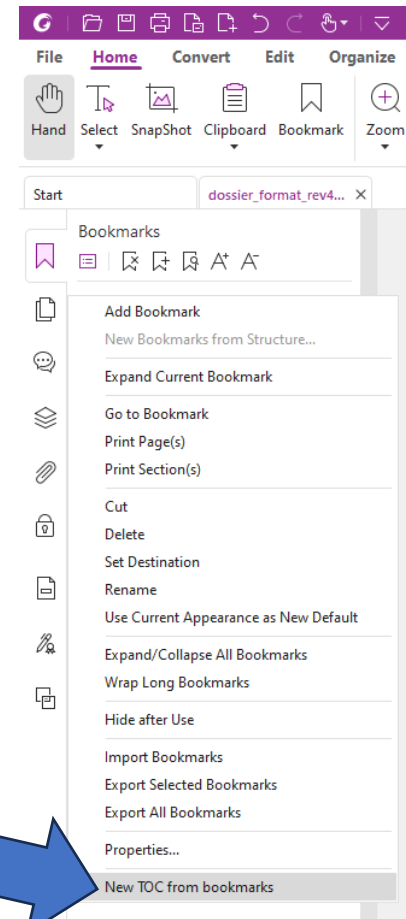 File Home Convert Edit Organize
Hand Select SnapShot Clipboard Bookmark Zoom
Start dossier_format_rev4...
Bookmarks
Add Bookmark
New Bookmarks from Structure...
Expand Current Bookmark
Go to Bookmark
Print Page(s)
Print Section(s)
Cut
Delete
Set Destination
Rename
Use Current Appearance as New Default
Expand/Collapse All Bookmarks
Wrap Long Bookmarks
Hide after Use
Import Bookmarks
Export Selected Bookmarks
Export All Bookmarks
Properties...
New TOC from bookmarks